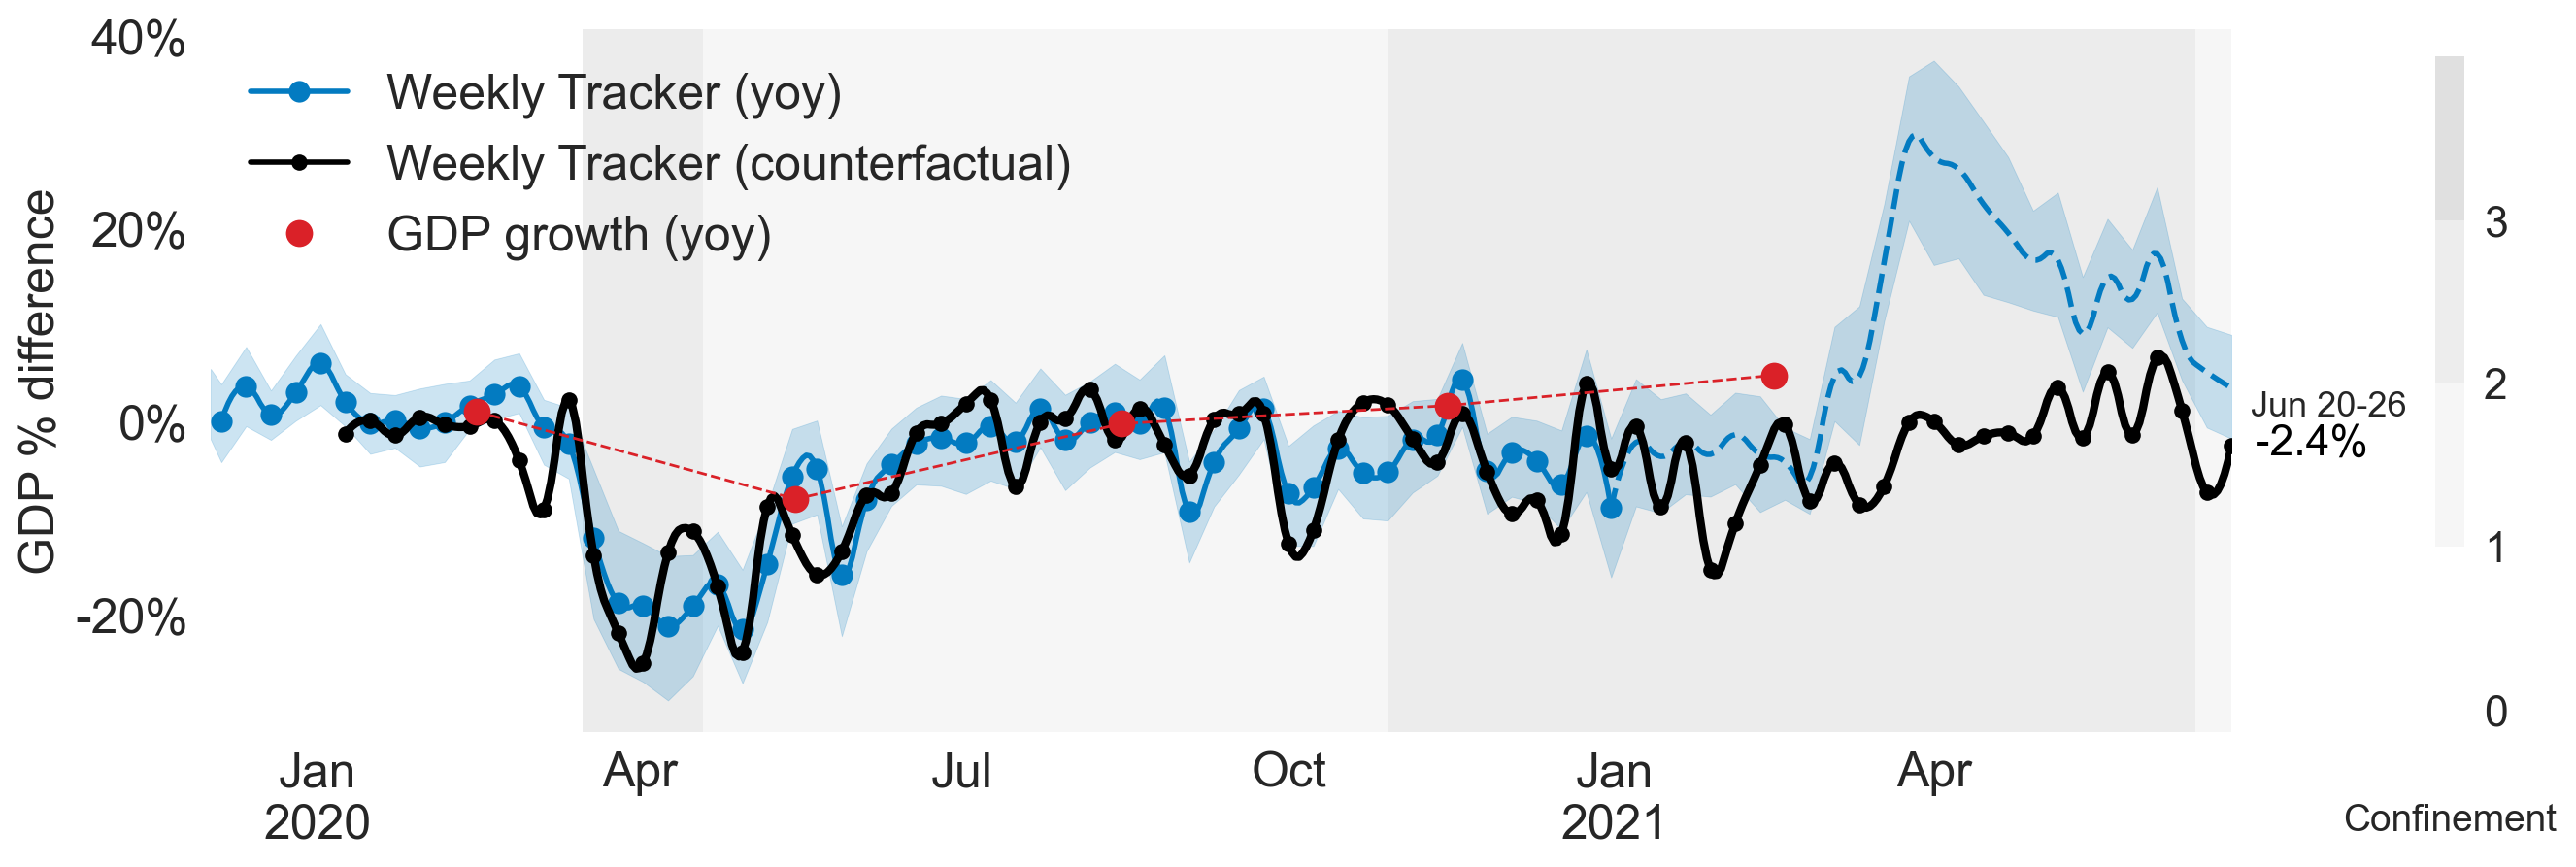 40%
20%
0%
-20%
GDP % difference
Weekly Tracker (yoy)
Weekly Tracker (counterfactual)
GDP growth (yoy)
Jan
2020
Apr
Jul
Oct
Jan
2021
Apr
Jun 20-26
-2.4%
3
2
1
0
Confinement